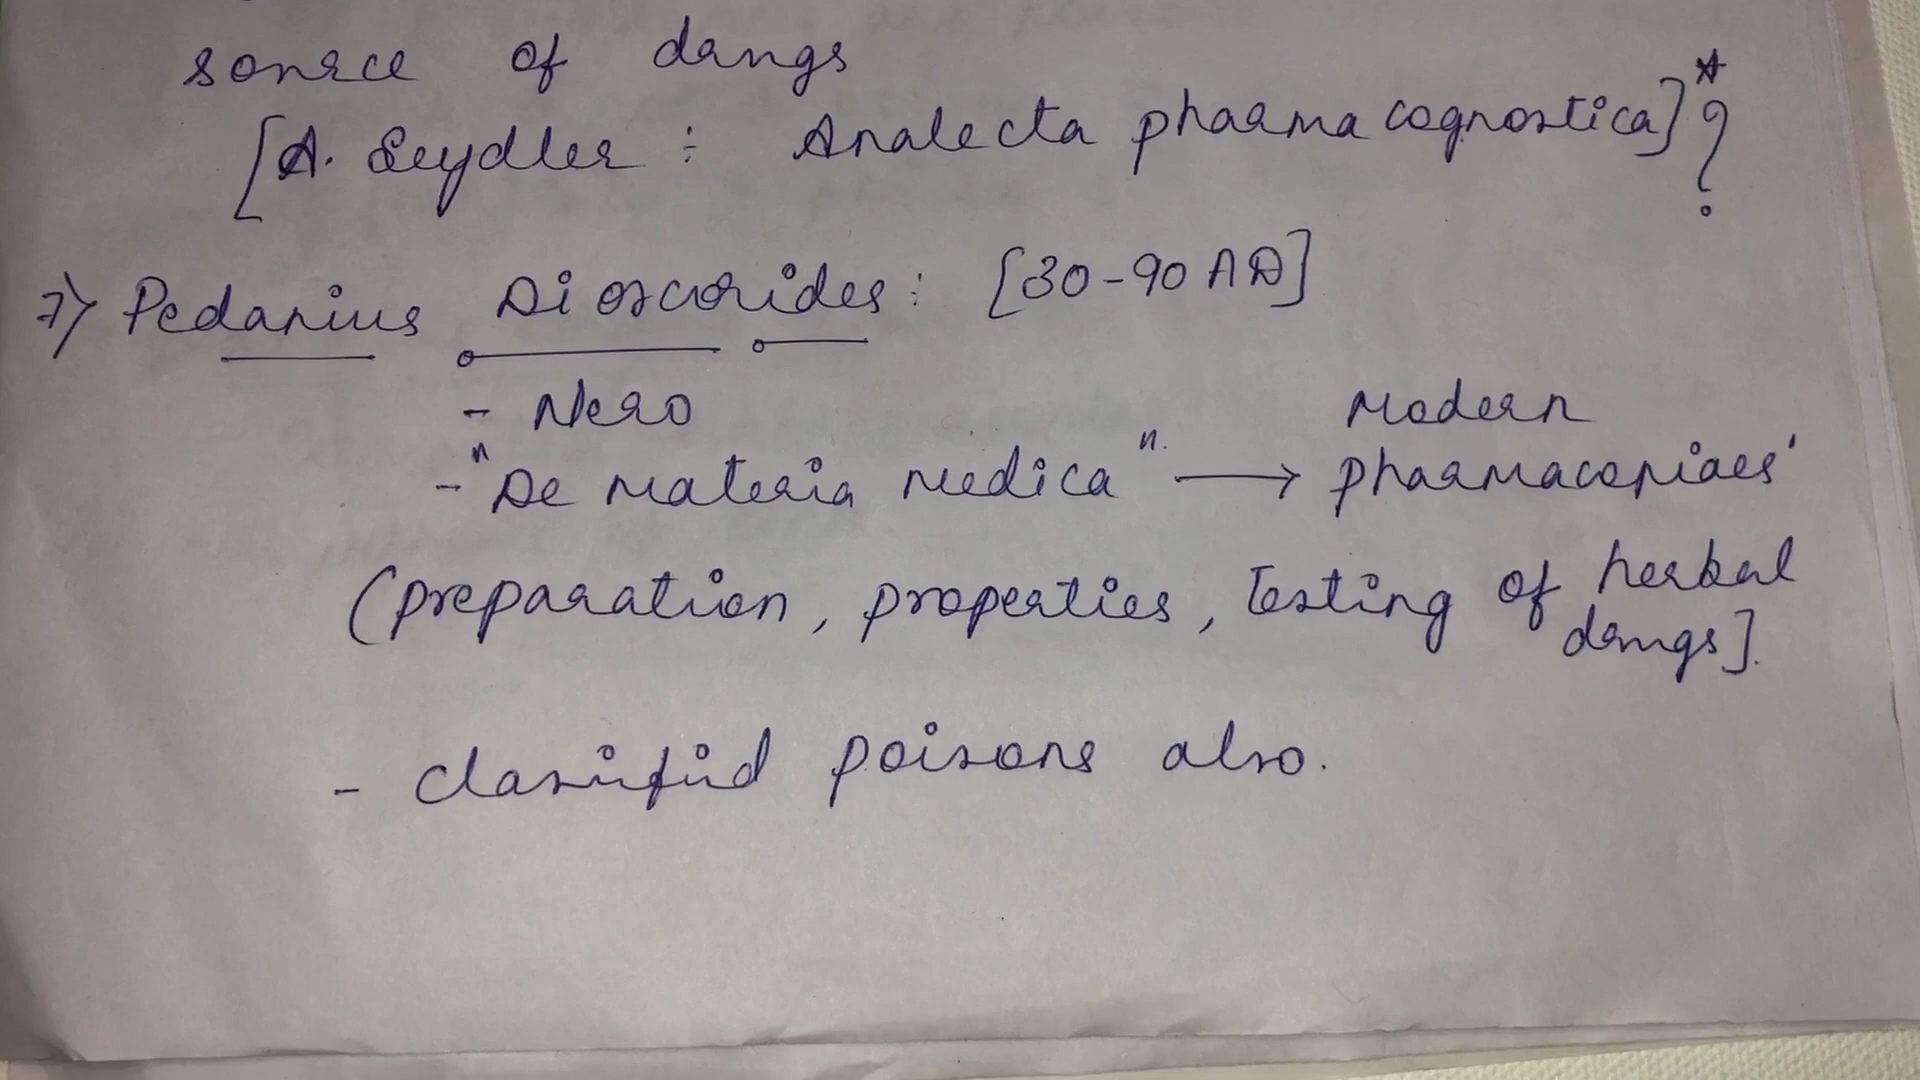 source of drugs
[A. Seydler : Analecta pharmacognostica]*?
7) Pedanius Dioscorides : [30-90 AD]
- Nero
- "De Materia Medica" → Modern pharmacopiaes'
(preparation, properties, Testing of herbal drugs].
- classified poisons also.